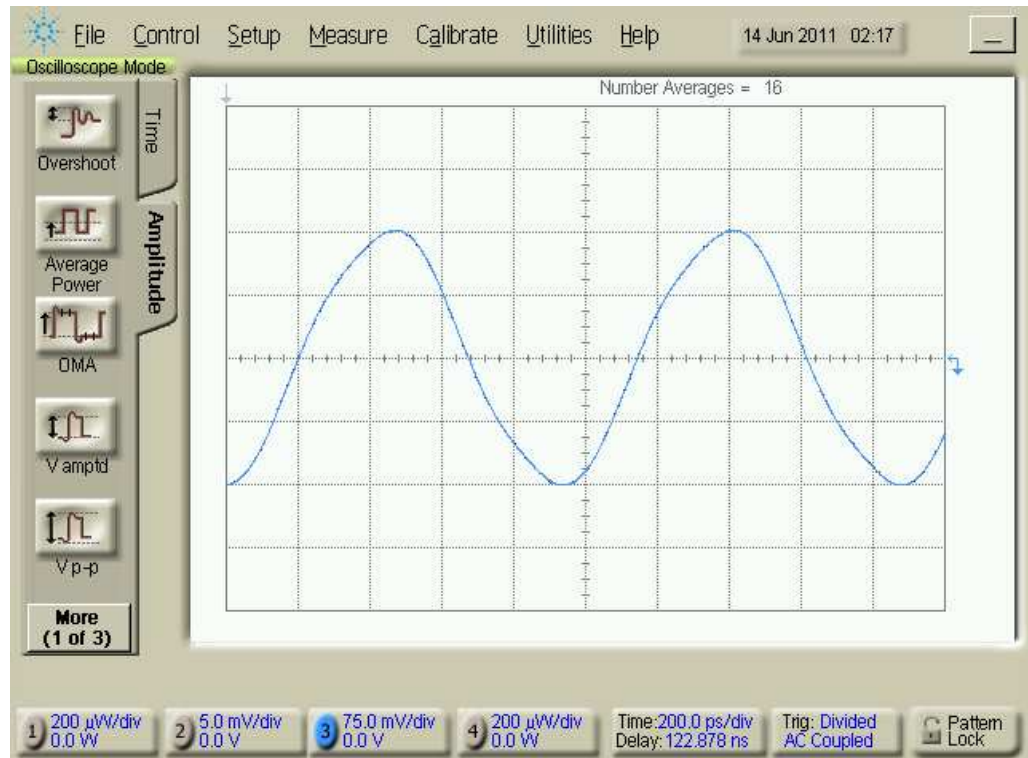 File Control Setup Measure Calibrate Utilities Help 14 Jun 2011 02:17
Oscilloscope Mode
Number Averages = 16
Time
Amplitude
Overshoot
Average
Power
OMA
V amptd
V p-p
More
(1 of 3)
1 200 µW/div
0.0 W
2 5.0 mV/div
0.0 V
3 75.0 mV/div
0.0 V
4 200 µW/div
0.0 W
Time:200.0 ps/div
Delay:122.878 ns
Trig: Divided
AC Coupled
Pattern
Lock